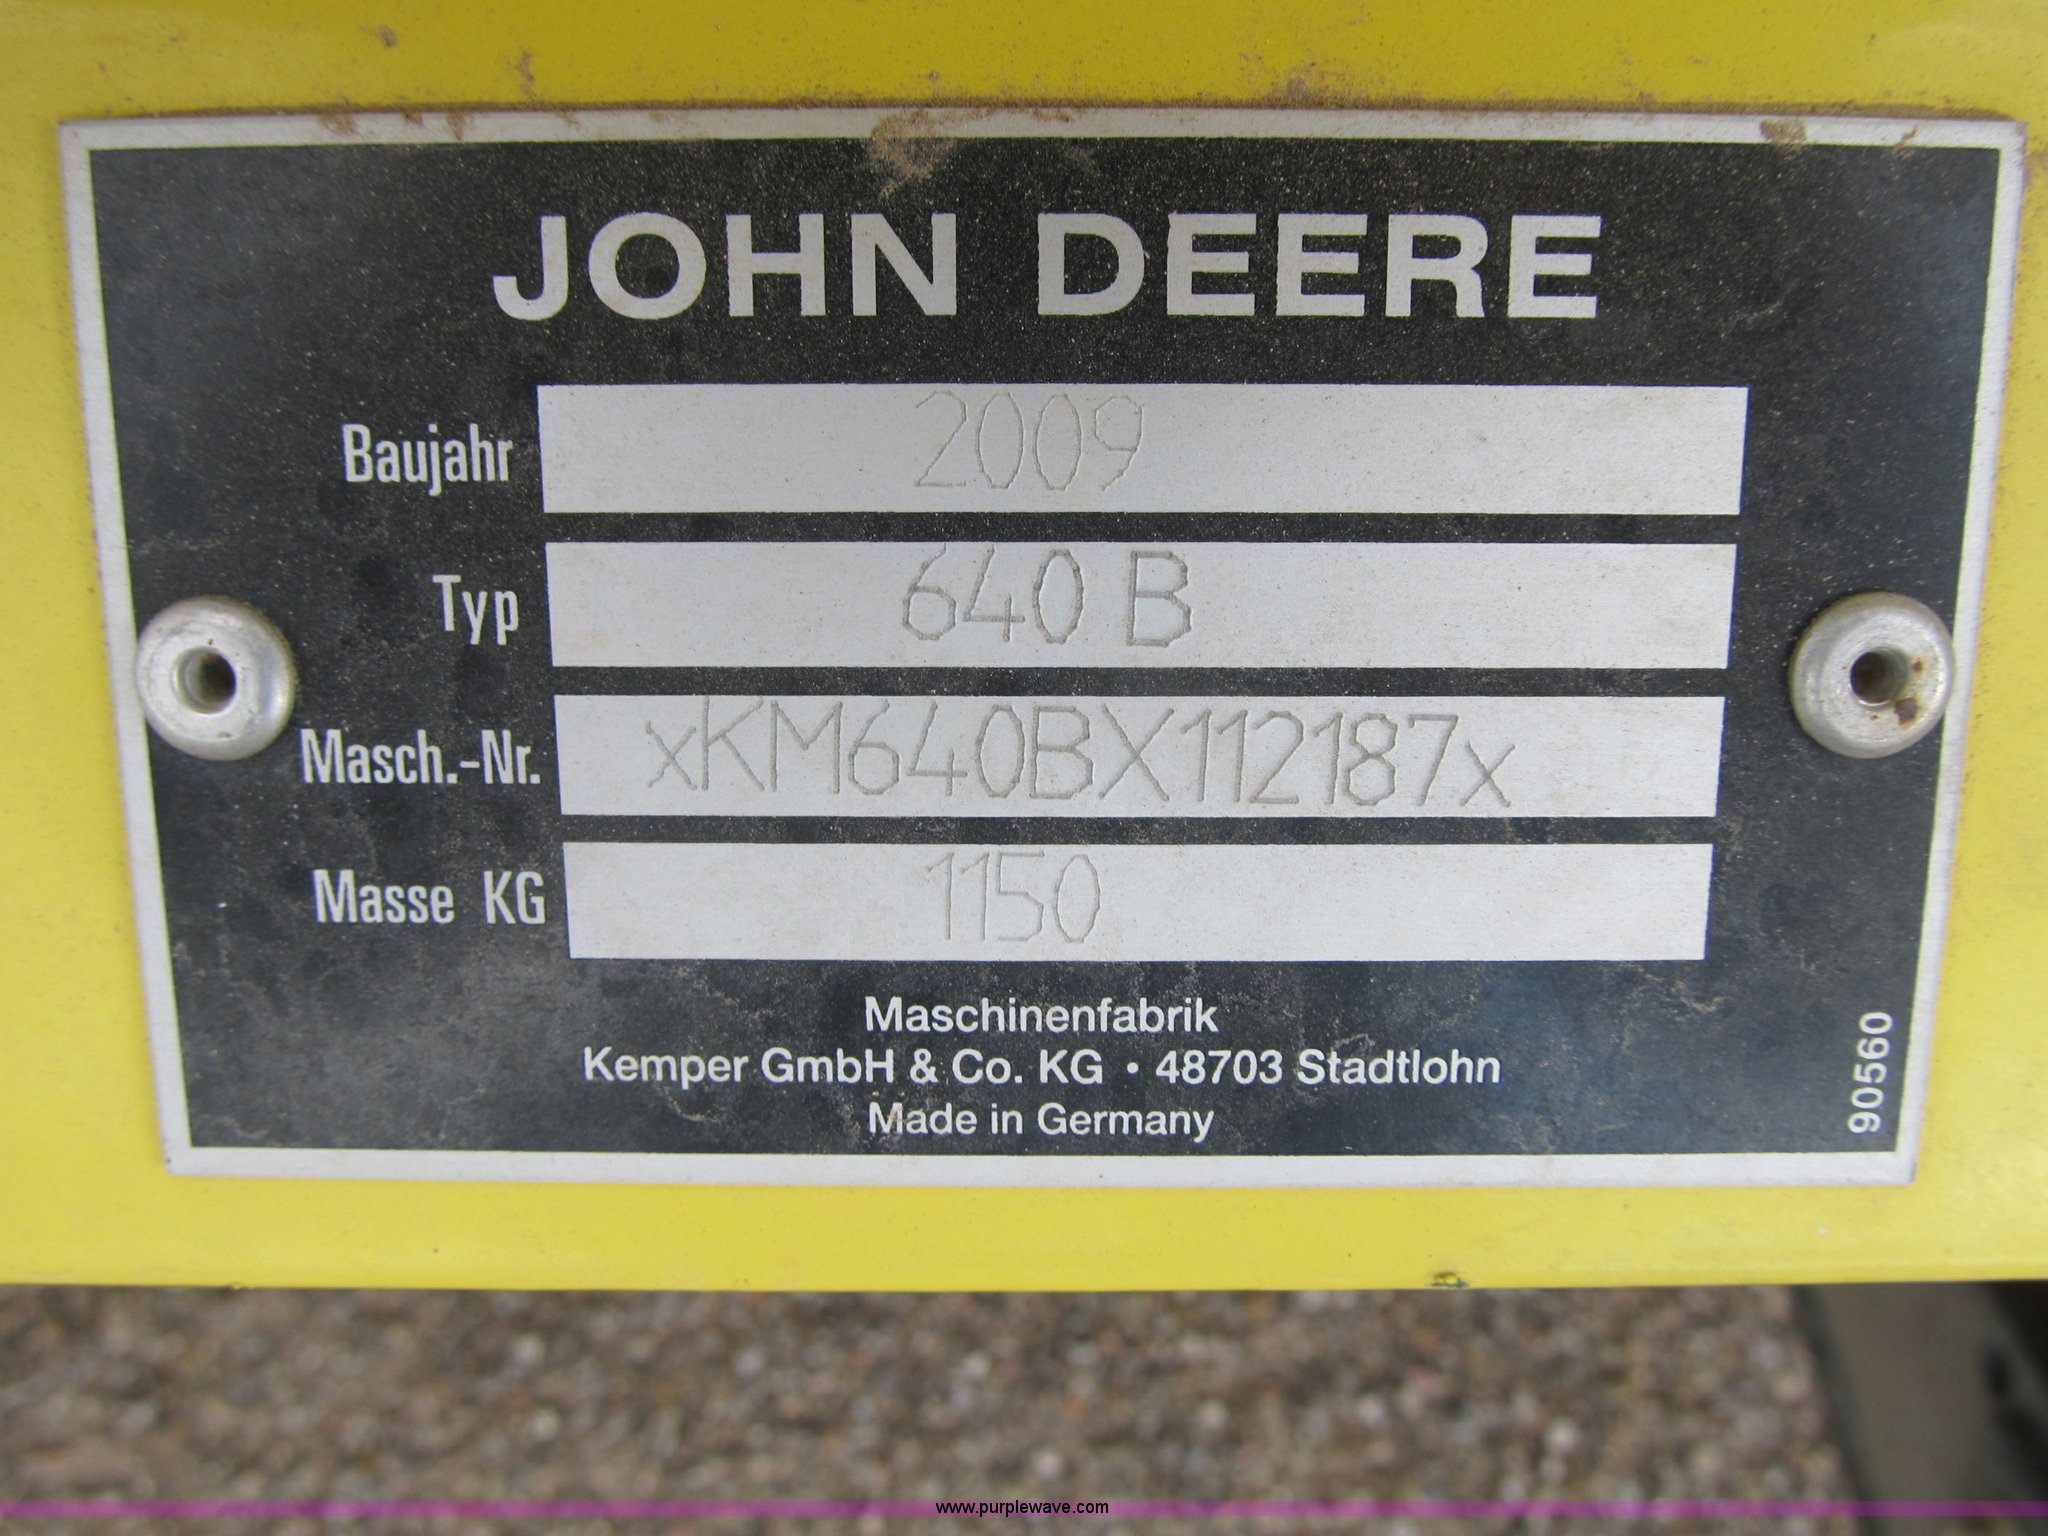 JOHN DEERE
Baujahr 2009
Typ 640 B
Masch.-Nr. xKM640BX112187x
Masse KG 1150
Maschinenfabrik
Kemper GmbH & Co. KG • 48703 Stadtlohn
Made in Germany
90560
www.purplewave.com